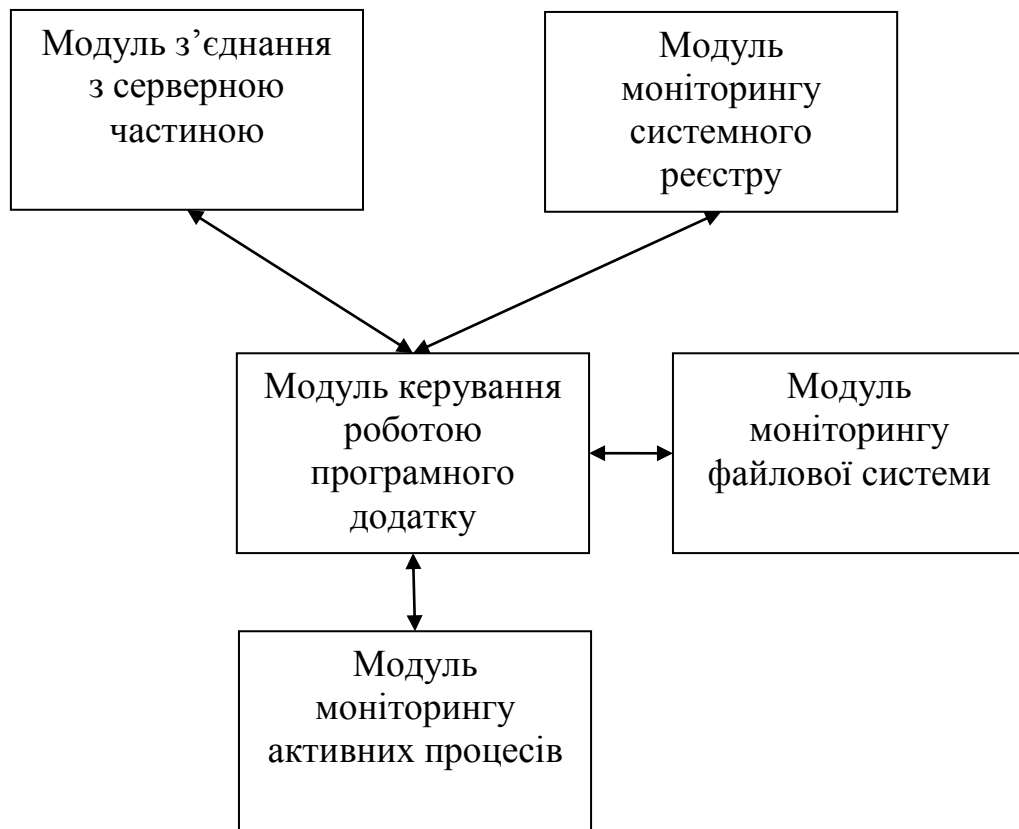 Модуль з’єднання
з серверною
частиною
Модуль
моніторингу
системного
реєстру
Модуль керування
роботою
програмного
додатку
Модуль
моніторингу
файлової системи
Модуль
моніторингу
активних процесів